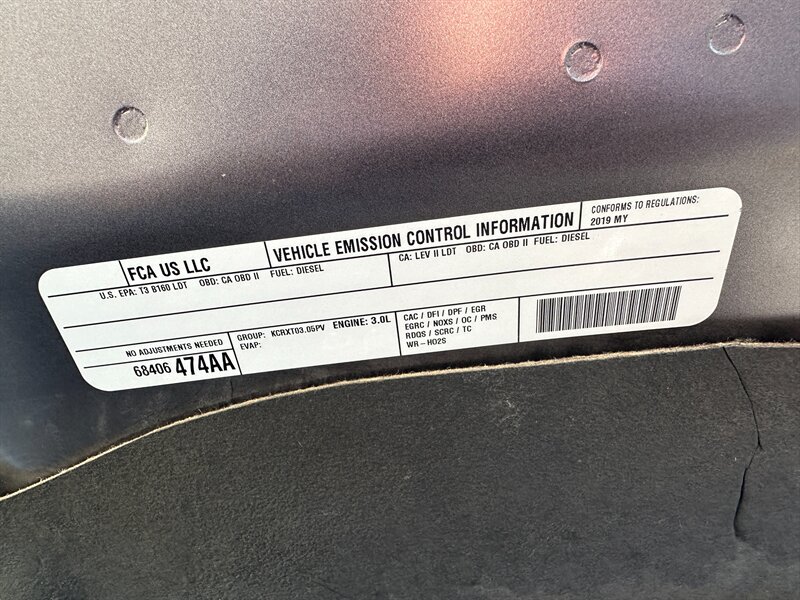 FCA US LLC
VEHICLE EMISSION CONTROL INFORMATION
CONFORMS TO REGULATIONS:
2019 MY
U.S. EPA: T3 B160 LDT OBD: CA OBD II FUEL: DIESEL
CA: LEV II LDT OBD: CA OBD II FUEL: DIESEL
NO ADJUSTMENTS NEEDED
68406 474AA
GROUP: KCRXT03.05PV ENGINE: 3.0L
EVAP:
CAC / DFI / DPF / EGR
EGRC / NOXS / OC / PMS
RDQS / SCRC / TC
WR-HO2S